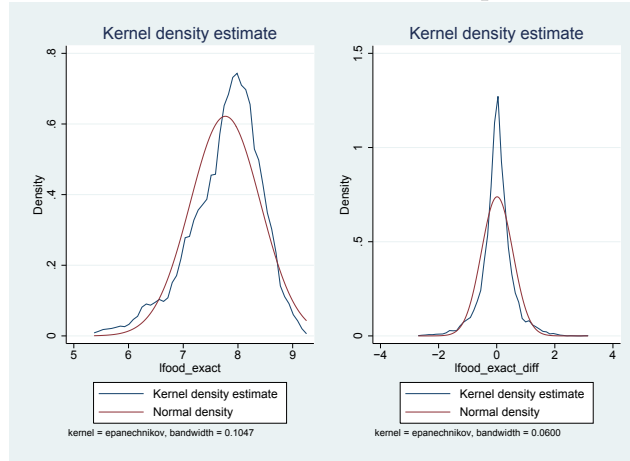 Kernel density estimate
Density
0
.2
.4
.6
.8
5
6
7
8
9
lfood_exact
Kernel density estimate
Normal density
kernel = epanechnikov, bandwidth = 0.1047
Kernel density estimate
Density
0
.5
1
1.5
−4
−2
0
2
4
lfood_exact_diff
Kernel density estimate
Normal density
kernel = epanechnikov, bandwidth = 0.0600